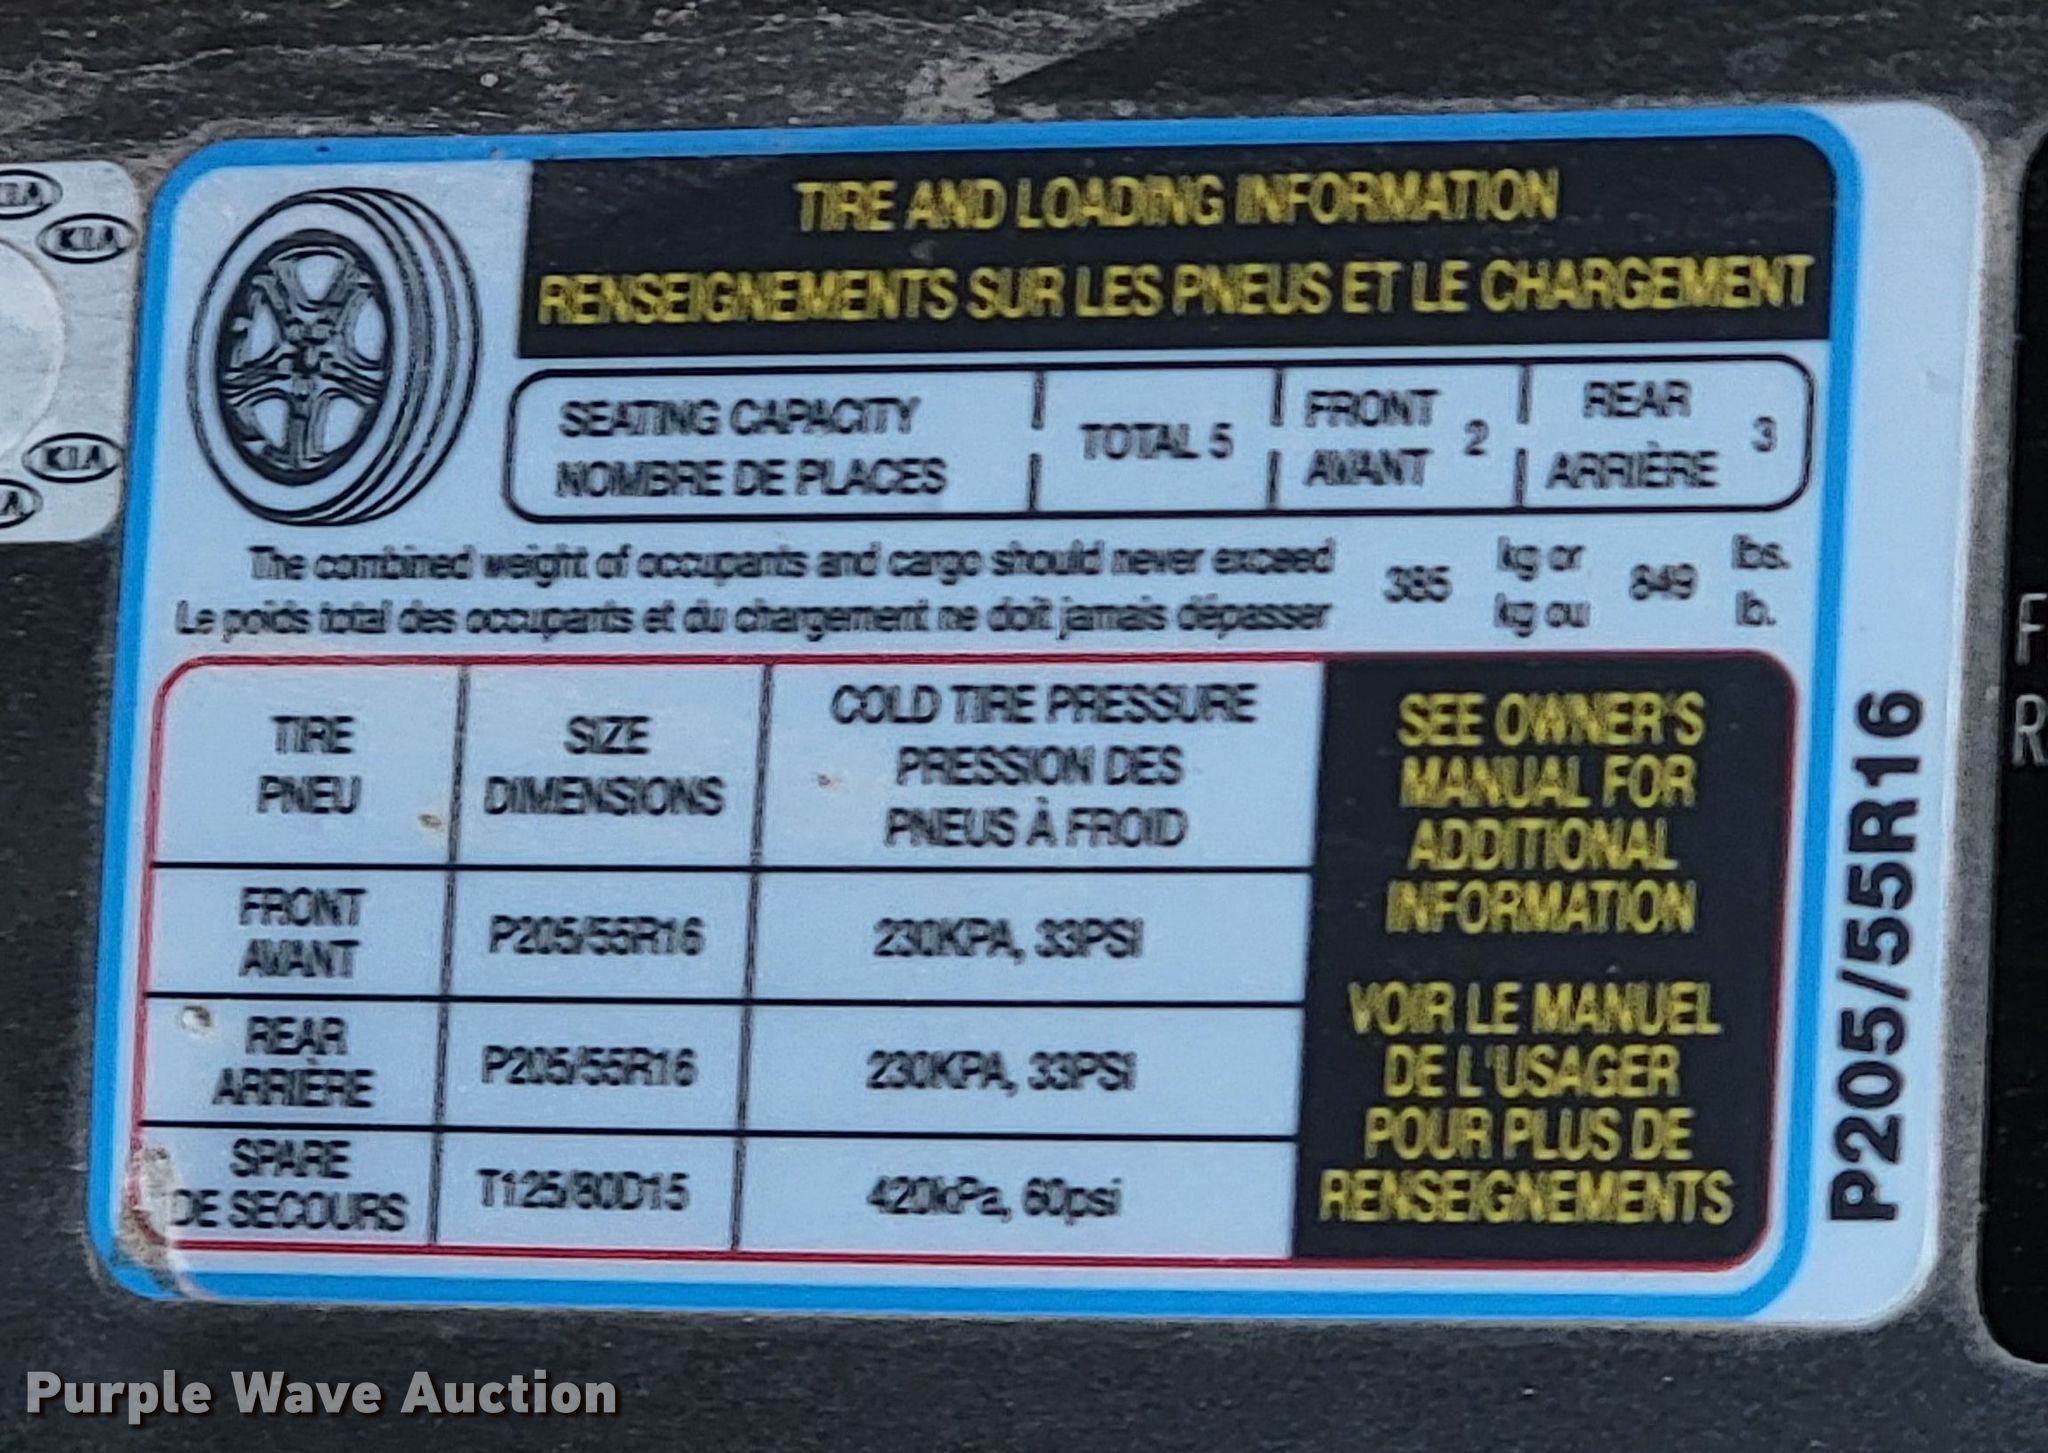 TIRE AND LOADING INFORMATION
RENSEIGNEMENTS SUR LES PNEUS ET LE CHARGEMENT
SEATING CAPACITY
NOMBRE DE PLACES
TOTAL 5
FRONT
AVANT
2
REAR
ARRIÈRE
3
The combined weight of occupants and cargo should never exceed 385 kg or 849 lbs.
Le poids total des occupants et du chargement ne doit jamais dépasser kg ou lb.
TIRE
PNEU
SIZE
DIMENSIONS
COLD TIRE PRESSURE
PRESSION DES
PNEUS À FROID
FRONT
AVANT
P205/55R16
230KPA, 33PSI
REAR
ARRIÈRE
P205/55R16
230KPA, 33PSI
SPARE
DE SECOURS
T125/80D15
420kPa, 60psi
SEE OWNER'S
MANUAL FOR
ADDITIONAL
INFORMATION
VOIR LE MANUEL
DE L'USAGER
POUR PLUS DE
RENSEIGNEMENTS
P205/55R16
KIA
KIA
F
R
Purple Wave Auction